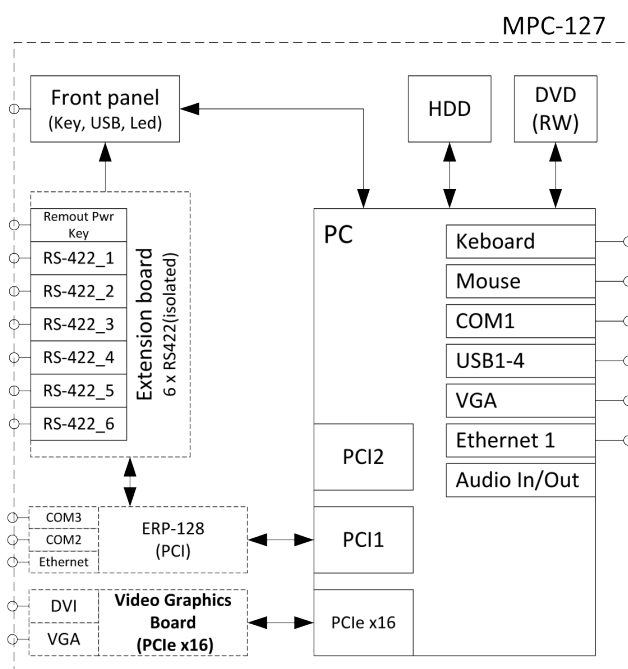 MPC-127
Front panel
(Key, USB, Led)
HDD
DVD
(RW)
Remout Pwr
Key
RS-422_1
RS-422_2
RS-422_3
RS-422_4
RS-422_5
RS-422_6
Extension board
6 x RS422(isolated)
PC
Keboard
Mouse
COM1
USB1-4
VGA
Ethernet 1
Audio In/Out
PCI2
PCI1
PCIe x16
COM3
COM2
Ethernet
ERP-128
(PCI)
DVI
VGA
Video Graphics
Board
(PCIe x16)